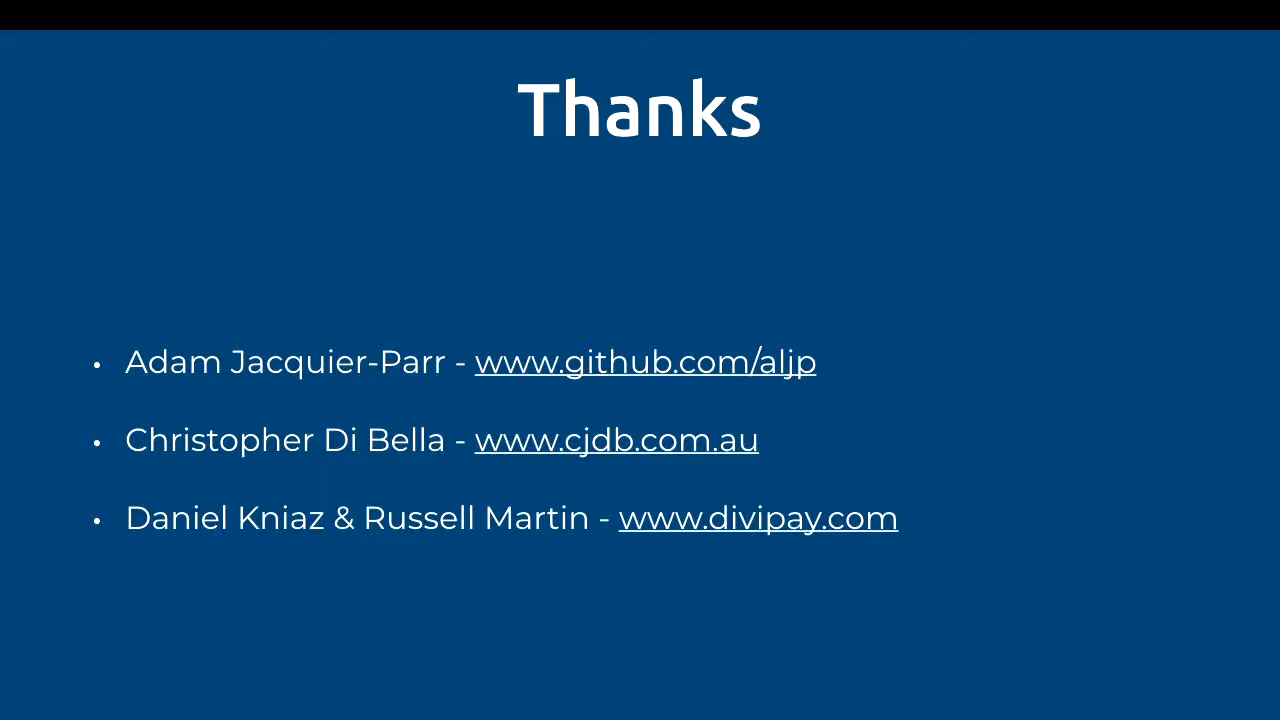 Thanks
• Adam Jacquier-Parr - www.github.com/aljp
• Christopher Di Bella - www.cjdb.com.au
• Daniel Kniaz & Russell Martin - www.divipay.com